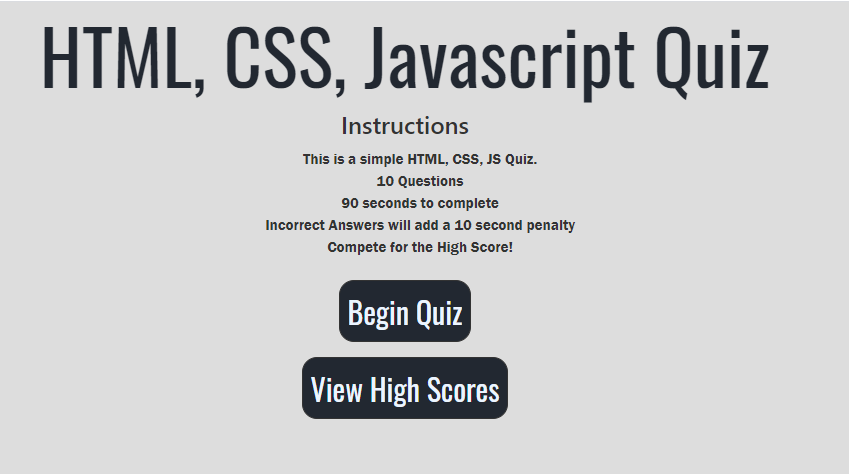 HTML, CSS, Javascript Quiz
Instructions
This is a simple HTML, CSS, JS Quiz.
10 Questions
90 seconds to complete
Incorrect Answers will add a 10 second penalty
Compete for the High Score!
Begin Quiz
View High Scores